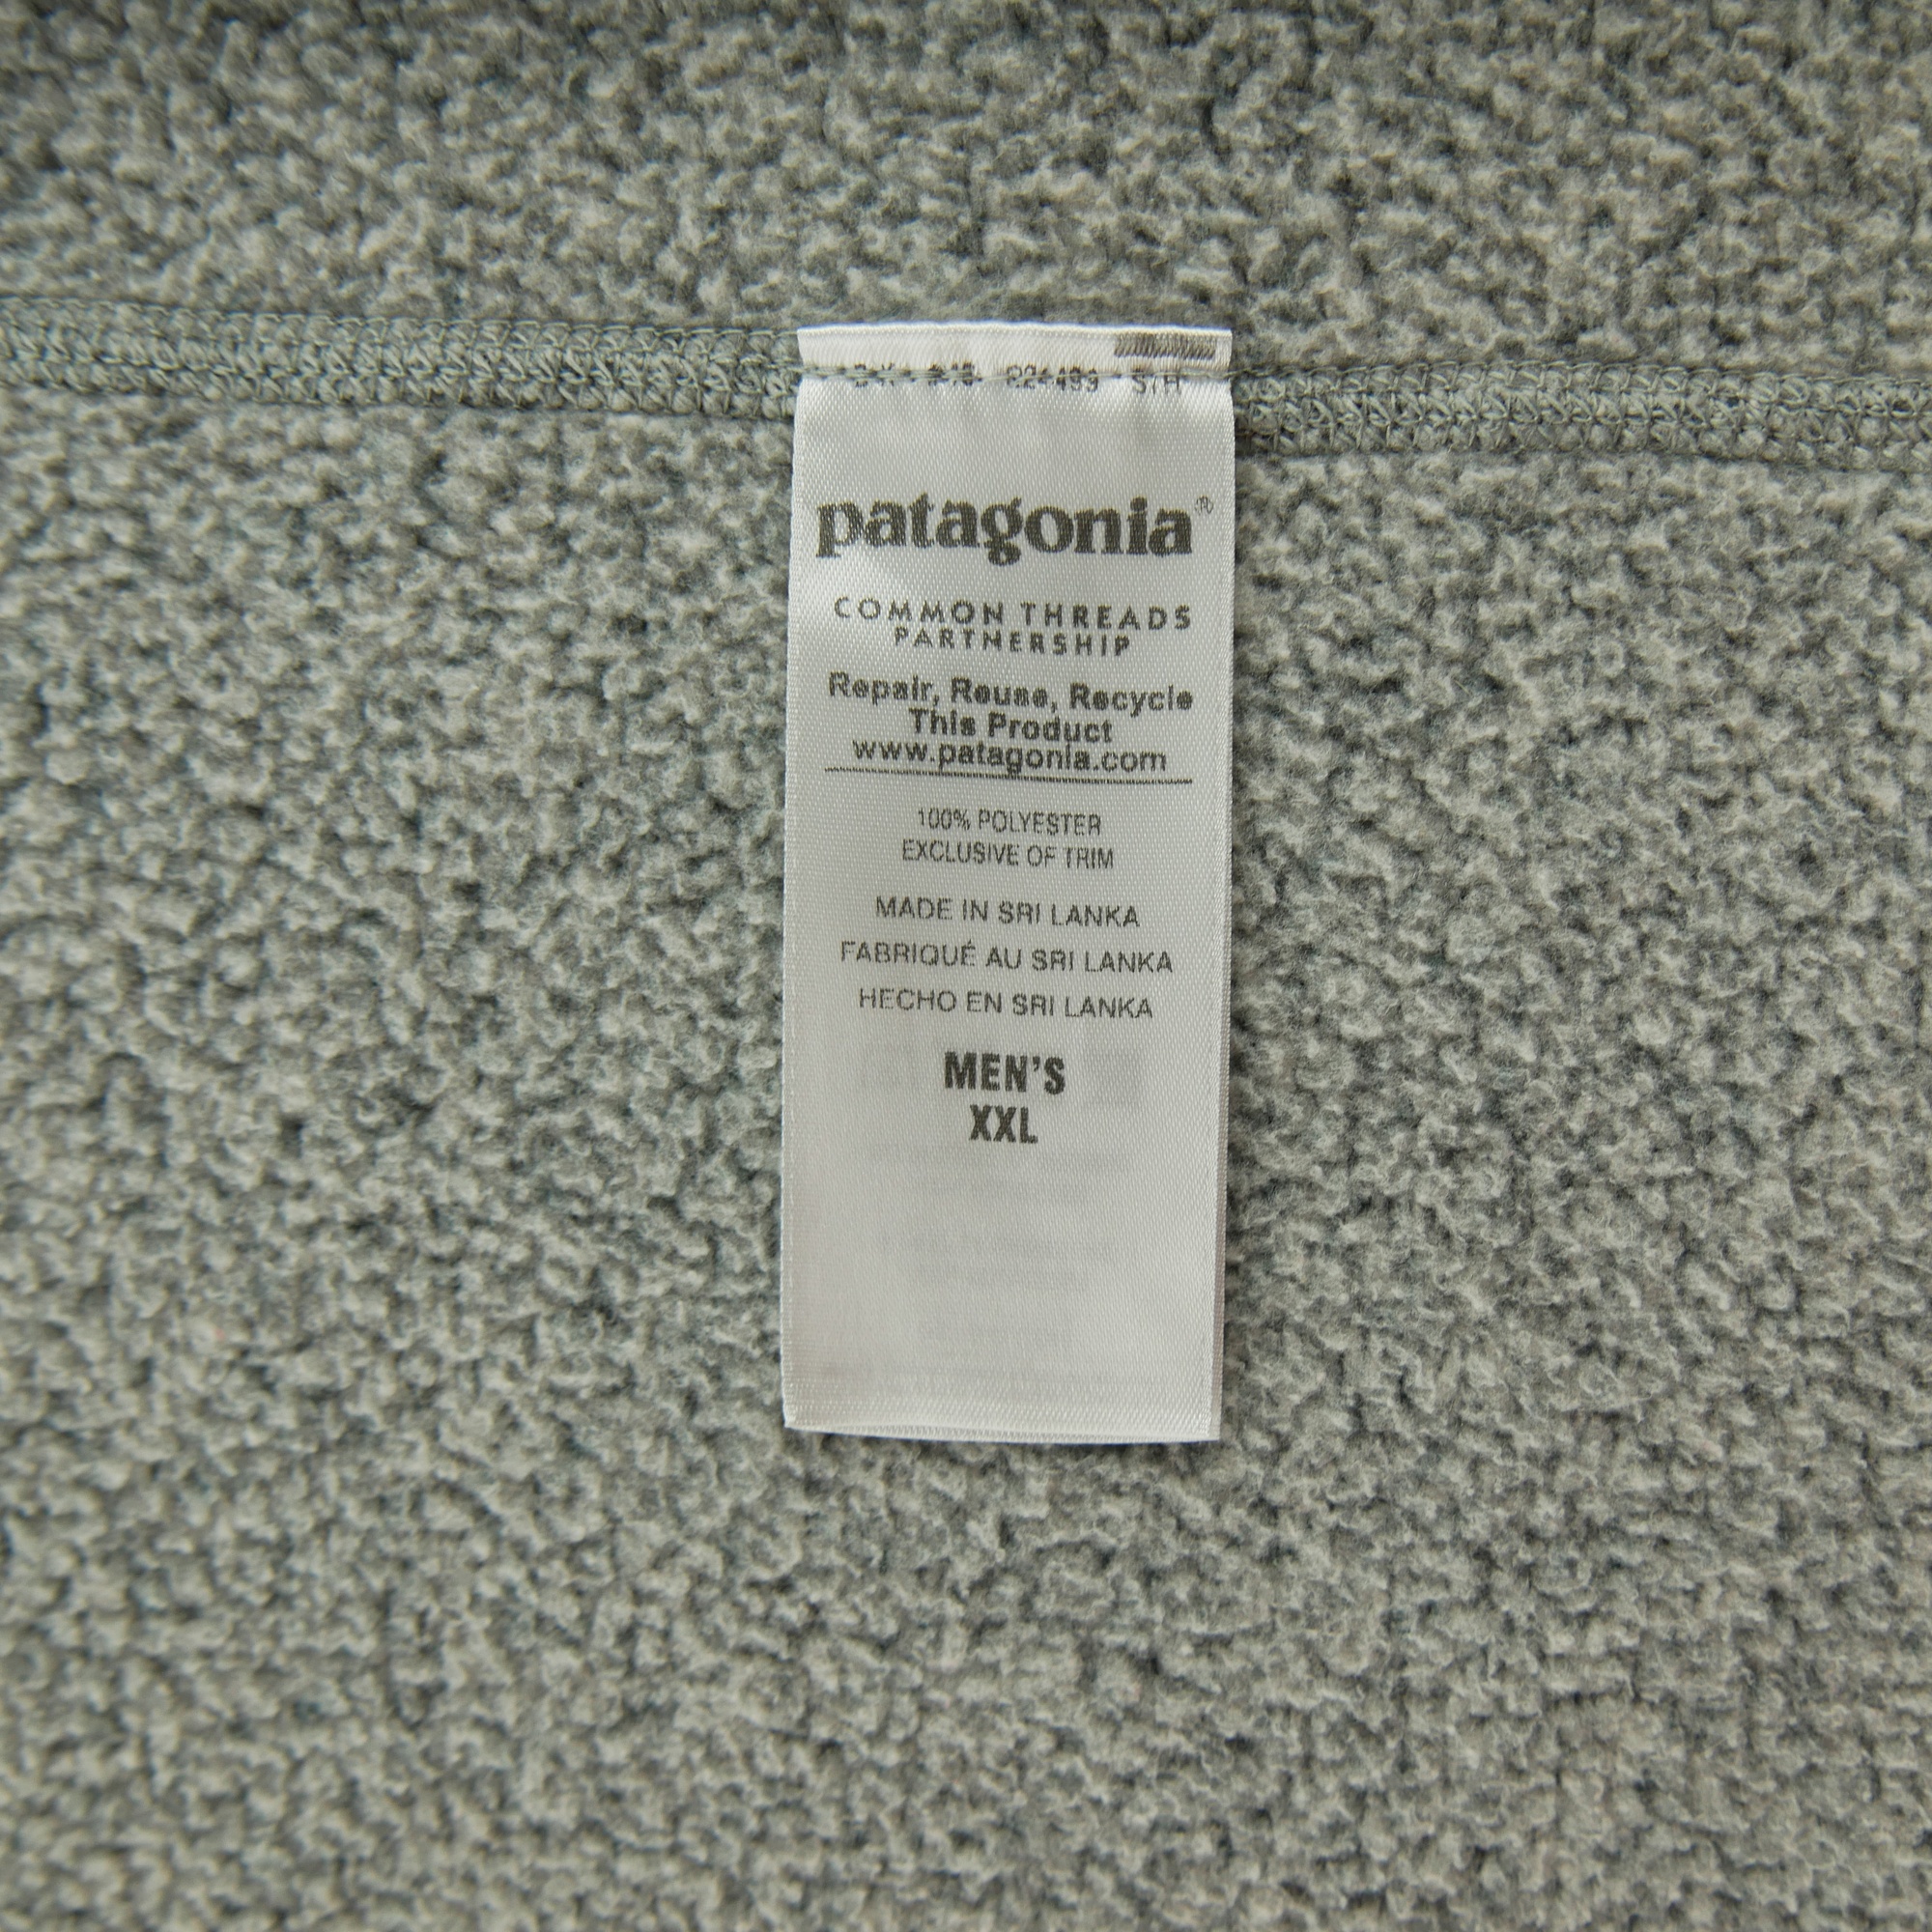 patagonia®
COMMON THREADS
PARTNERSHIP
Repair, Reuse, Recycle
This Product
www.patagonia.com
100% POLYESTER
EXCLUSIVE OF TRIM
MADE IN SRI LANKA
FABRIQUÉ AU SRI LANKA
HECHO EN SRI LANKA
MEN'S
XXL